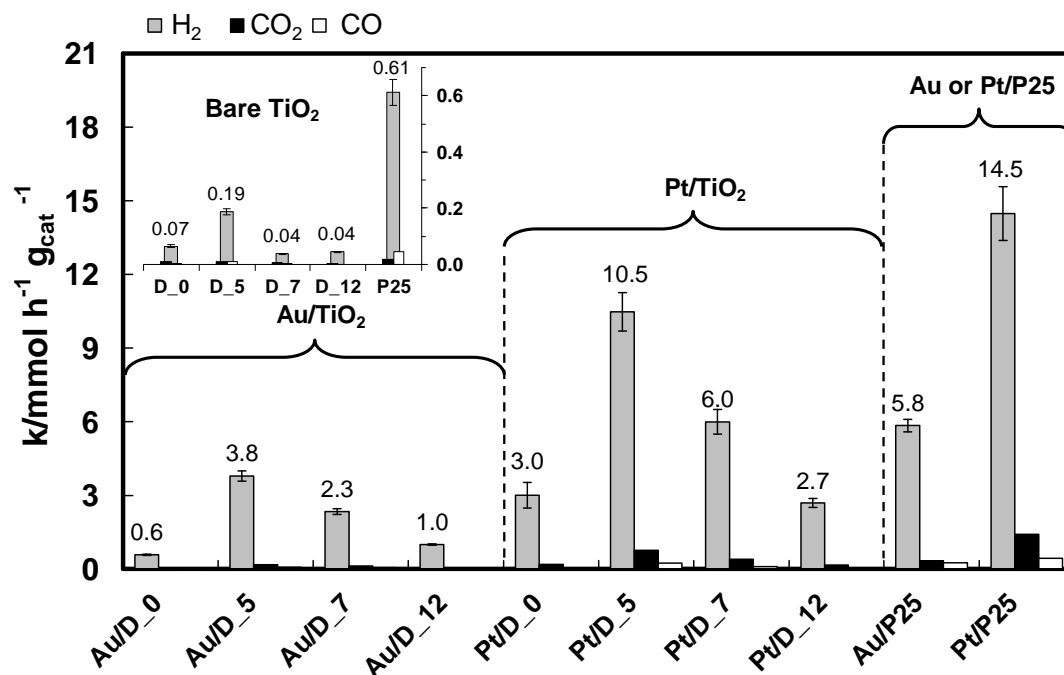 H₂ CO₂ CO
k/mmol h⁻¹ g_cat⁻¹
21
18
15
12
9
6
3
0
Bare TiO₂
0.07
0.19
0.04
0.04
0.61
0.6
0.4
0.2
0.0
D_0 D_5 D_7 D_12 P25
Au/TiO₂
Pt/TiO₂
Au or Pt/P25
0.6
3.8
2.3
1.0
3.0
10.5
6.0
2.7
5.8
14.5
Au/D_0
Au/D_5
Au/D_7
Au/D_12
Pt/D_0
Pt/D_5
Pt/D_7
Pt/D_12
Au/P25
Pt/P25